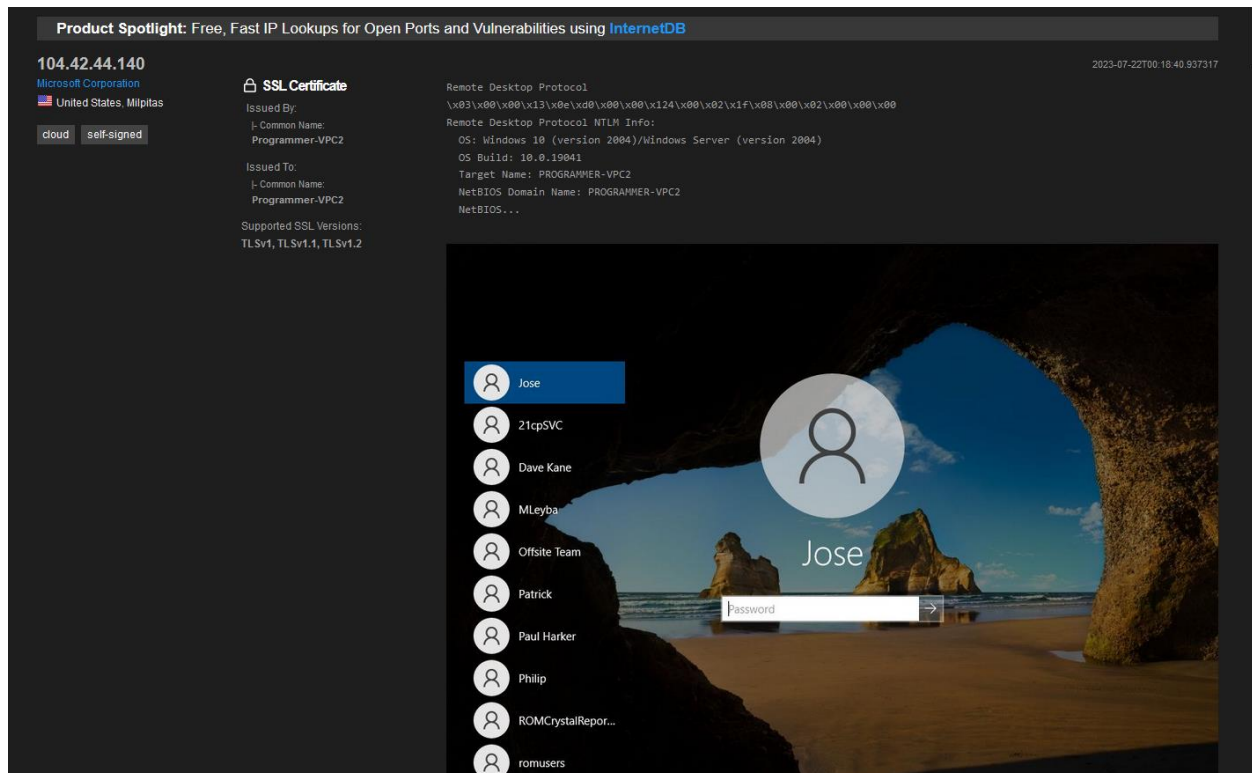 Product Spotlight: Free, Fast IP Lookups for Open Ports and Vulnerabilities using InternetDB
104.42.44.140
Microsoft Corporation
United States, Milpitas
cloud self-signed
SSL Certificate
Issued By:
|- Common Name:
Programmer-VPC2
Issued To:
|- Common Name:
Programmer-VPC2
Supported SSL Versions:
TLSv1, TLSv1.1, TLSv1.2
2023-07-22T00:18:40.937317
Remote Desktop Protocol
\x03\x00\x00\x13\x0e\xd0\x00\x00\x124\x00\x02\x1f\x08\x00\x02\x00\x00\x00
Remote Desktop Protocol NTLM Info:
OS: Windows 10 (version 2004)/Windows Server (version 2004)
OS Build: 10.0.19041
Target Name: PROGRAMMER-VPC2
NetBIOS Domain Name: PROGRAMMER-VPC2
NetBIOS...
Jose
21cpSVC
Dave Kane
MLeyba
Offsite Team
Patrick
Paul Harker
Philip
ROMCrystalRepor...
romusers
Jose
Password